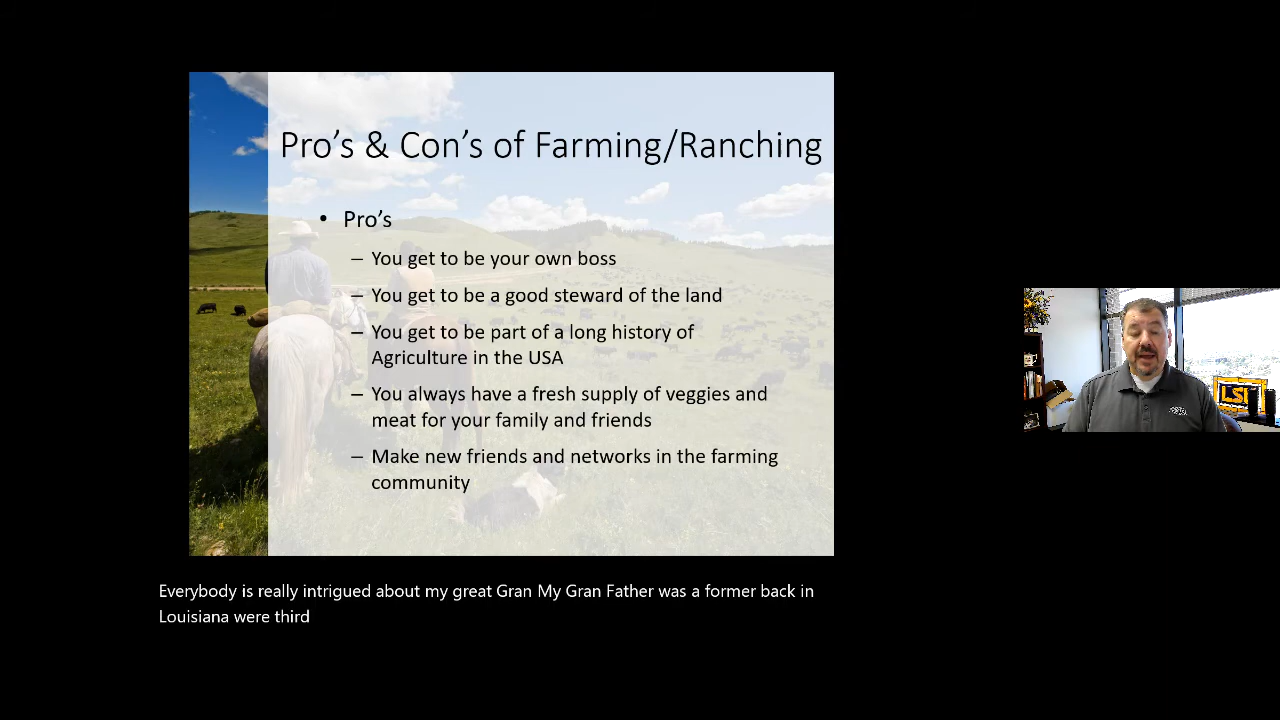 Pro's & Con's of Farming/Ranching
• Pro's
– You get to be your own boss
– You get to be a good steward of the land
– You get to be part of a long history of
Agriculture in the USA
– You always have a fresh supply of veggies and
meat for your family and friends
– Make new friends and networks in the farming
community
LSU
Everybody is really intrigued about my great Gran My Gran Father was a former back in
Louisiana were third